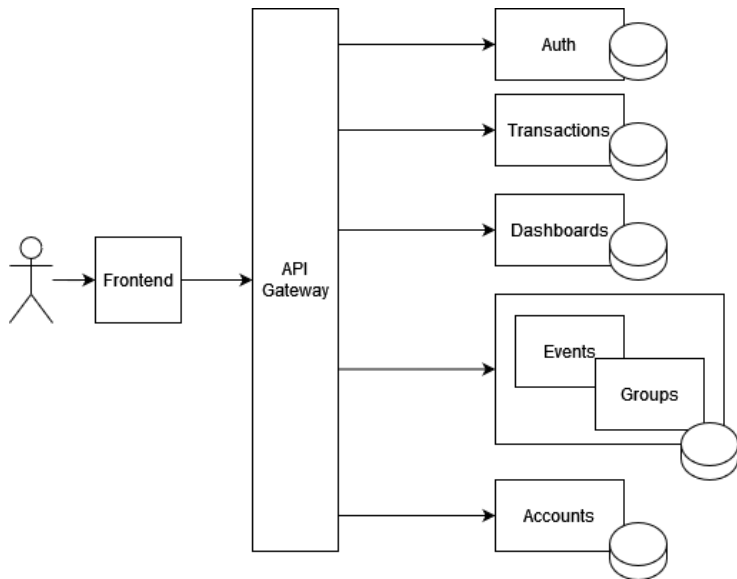 Auth
Transactions
Frontend
API
Gateway
Dashboards
Events
Groups
Accounts